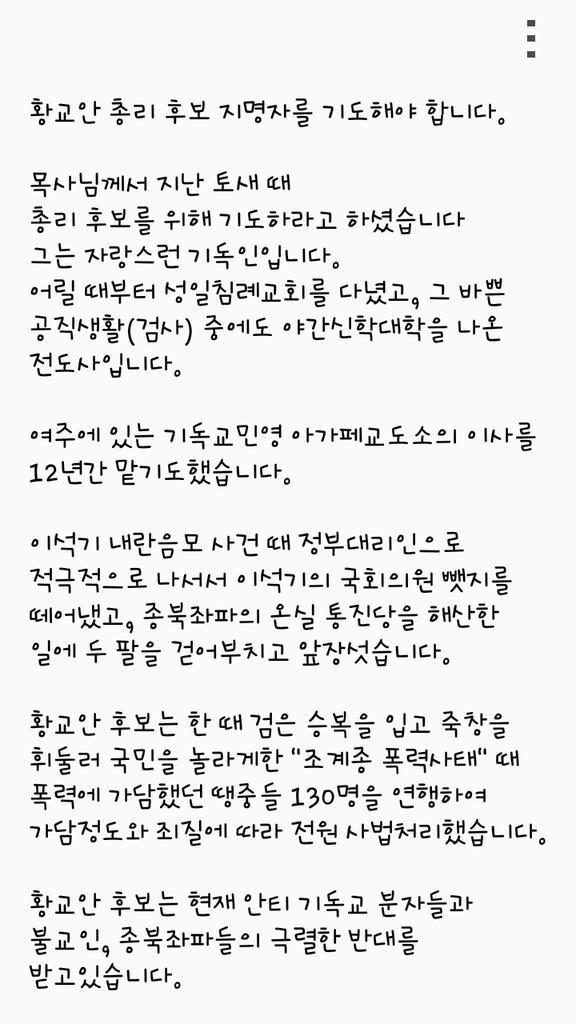 황교안 총리 후보 지명자를 기도해야 합니다.
목사님께서 지난 토새 때
총리 후보를 위해 기도하라고 하셨습니다
그는 자랑스런 기독인입니다.
어릴 때부터 성일침례교회를 다녔고, 그 바쁜
공직생활(검사) 중에도 야간신학대학을 나온
전도사입니다.
여주에 있는 기독교민영 아가페교도소의 이사를
12년간 맡기도했습니다.
이석기 내란음모 사건 때 정부대리인으로
적극적으로 나서서 이석기의 국회의원 뺏지를
떼어냈고, 종북좌파의 온실 통진당을 해산한
일에 두 팔을 걷어부치고 앞장섯습니다.
황교안 후보는 한 때 검은 승복을 입고 죽창을
휘둘러 국민을 놀라게한 "조계종 폭력사태" 때
폭력에 가담했던 땡중들 130명을 연행하여
가담정도와 죄질에 따라 전원 사법처리했습니다.
황교안 후보는 현재 안티 기독교 분자들과
불교인, 종북좌파들의 극렬한 반대를
받고있습니다.